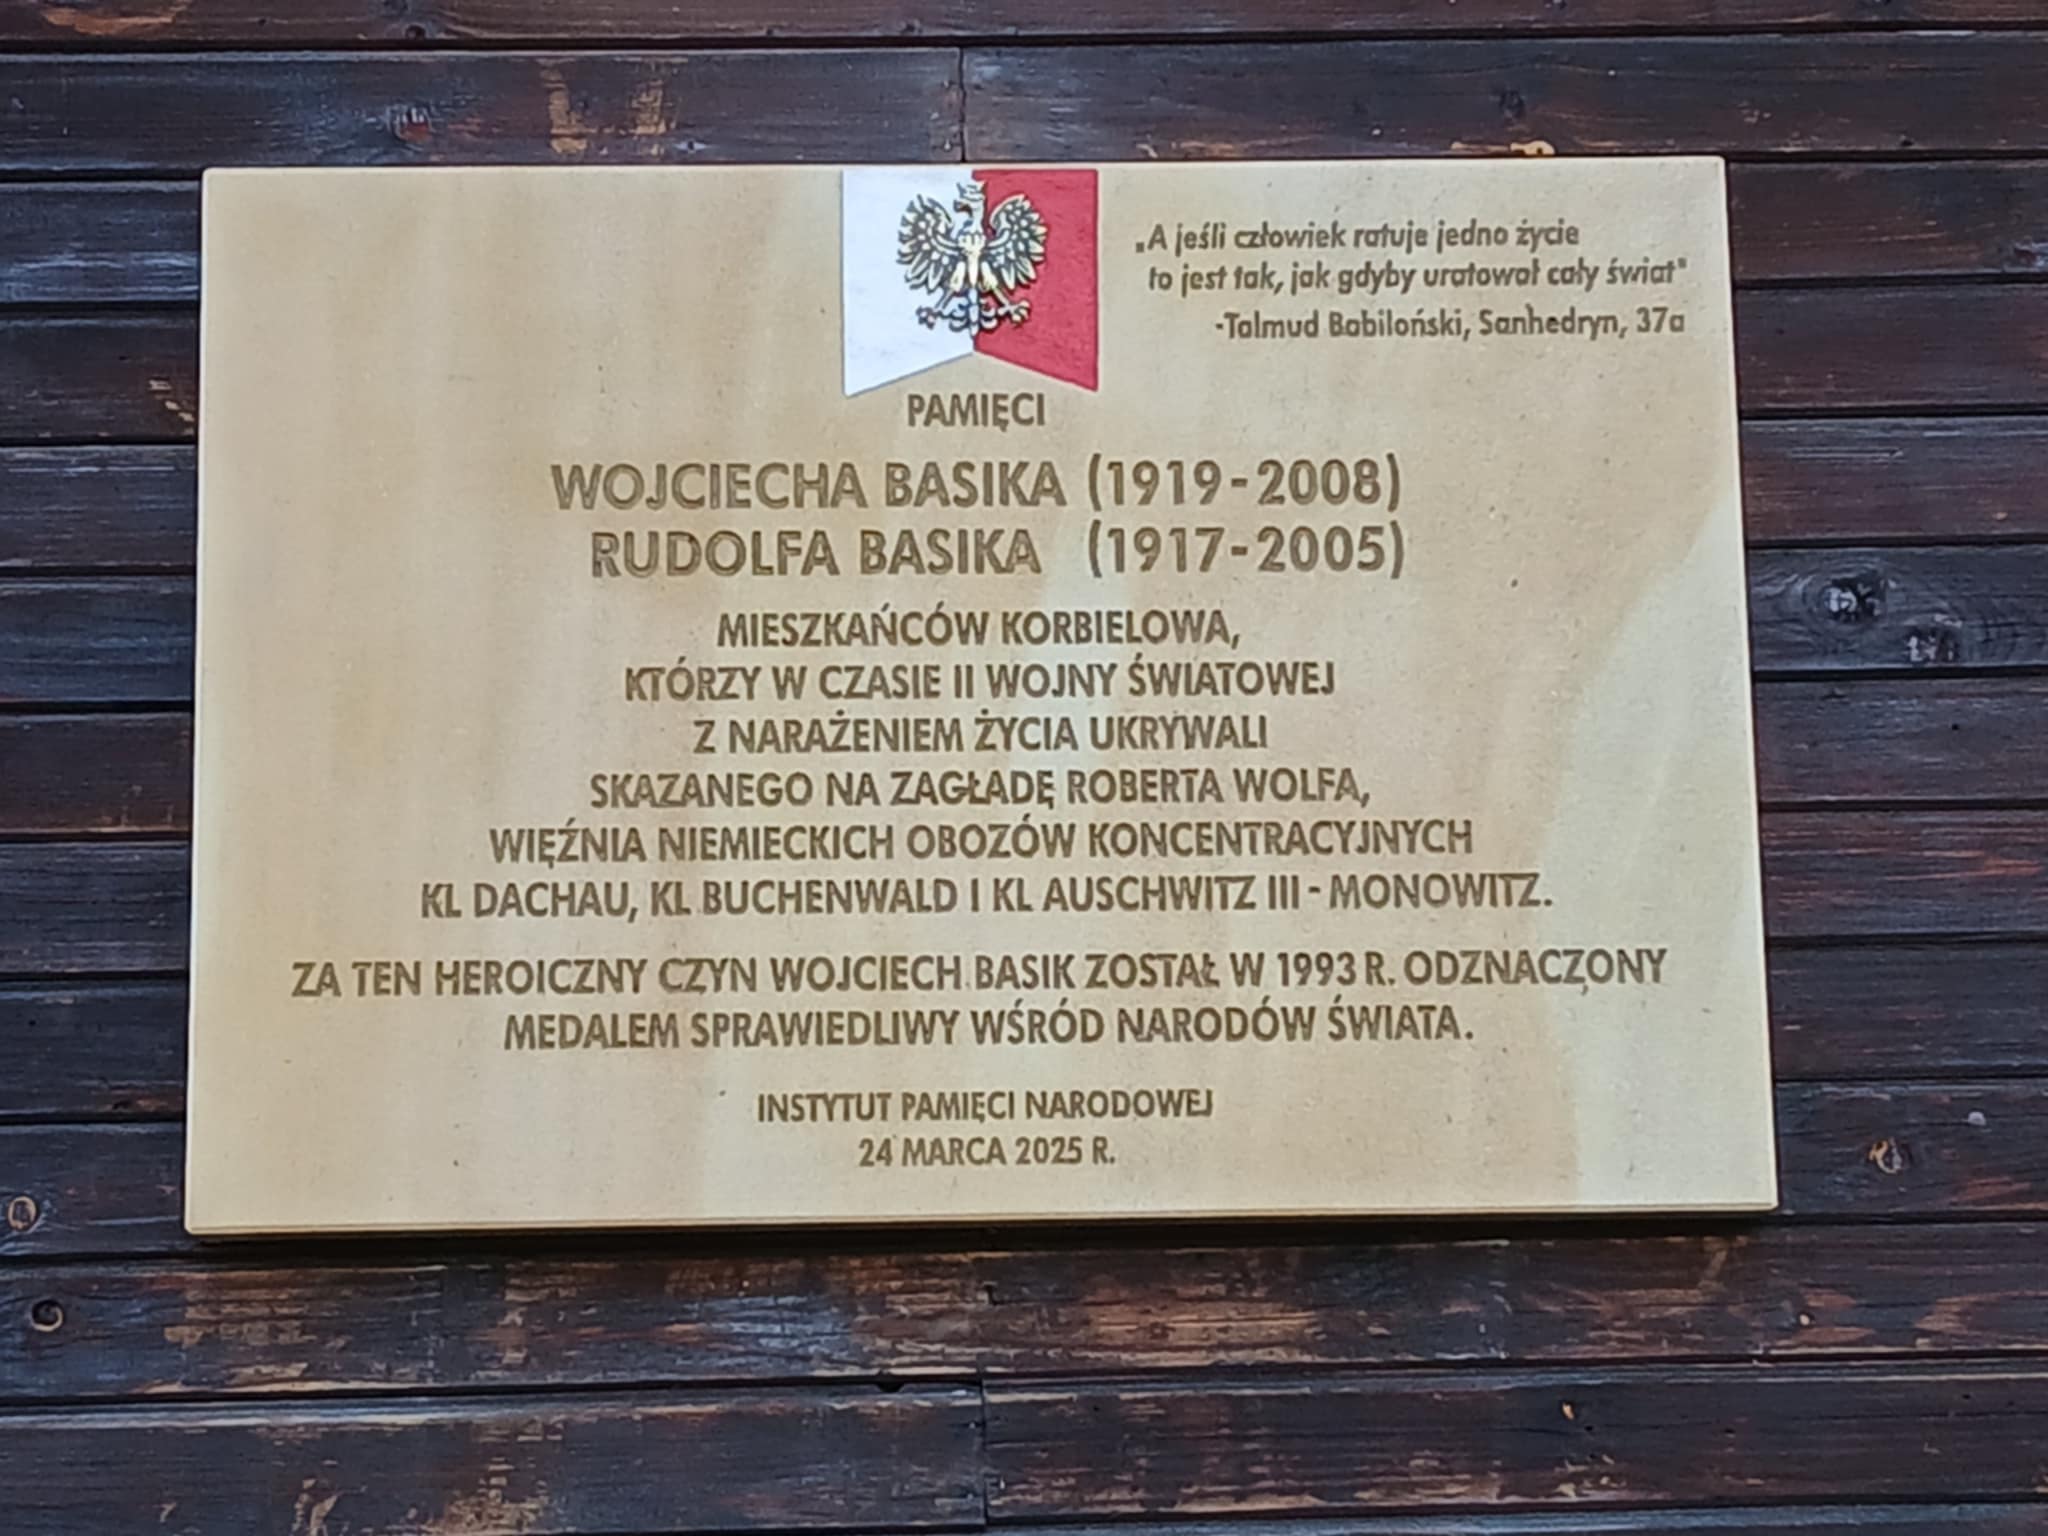 „A jeśli człowiek ratuje jedno życie
to jest tak, jak gdyby uratował cały świat"
-Talmud Babiloński, Sanhedryn, 37a
PAMIĘCI
WOJCIECHA BASIKA (1919-2008)
RUDOLFA BASIKA (1917-2005)
MIESZKAŃCÓW KORBIELOWA,
KTÓRZY W CZASIE II WOJNY ŚWIATOWEJ
Z NARAŻENIEM ŻYCIA UKRYWALI
SKAZANEGO NA ZAGŁADĘ ROBERTA WOLFA,
WIĘŹNIA NIEMIECKICH OBOZÓW KONCENTRACYJNYCH
KL DACHAU, KL BUCHENWALD I KL AUSCHWITZ III - MONOWITZ.
ZA TEN HEROICZNY CZYN WOJCIECH BASIK ZOSTAŁ W 1993 R. ODZNACZONY
MEDALEM SPRAWIEDLIWY WŚRÓD NARODÓW ŚWIATA.
INSTYTUT PAMIĘCI NARODOWEJ
24 MARCA 2025 R.